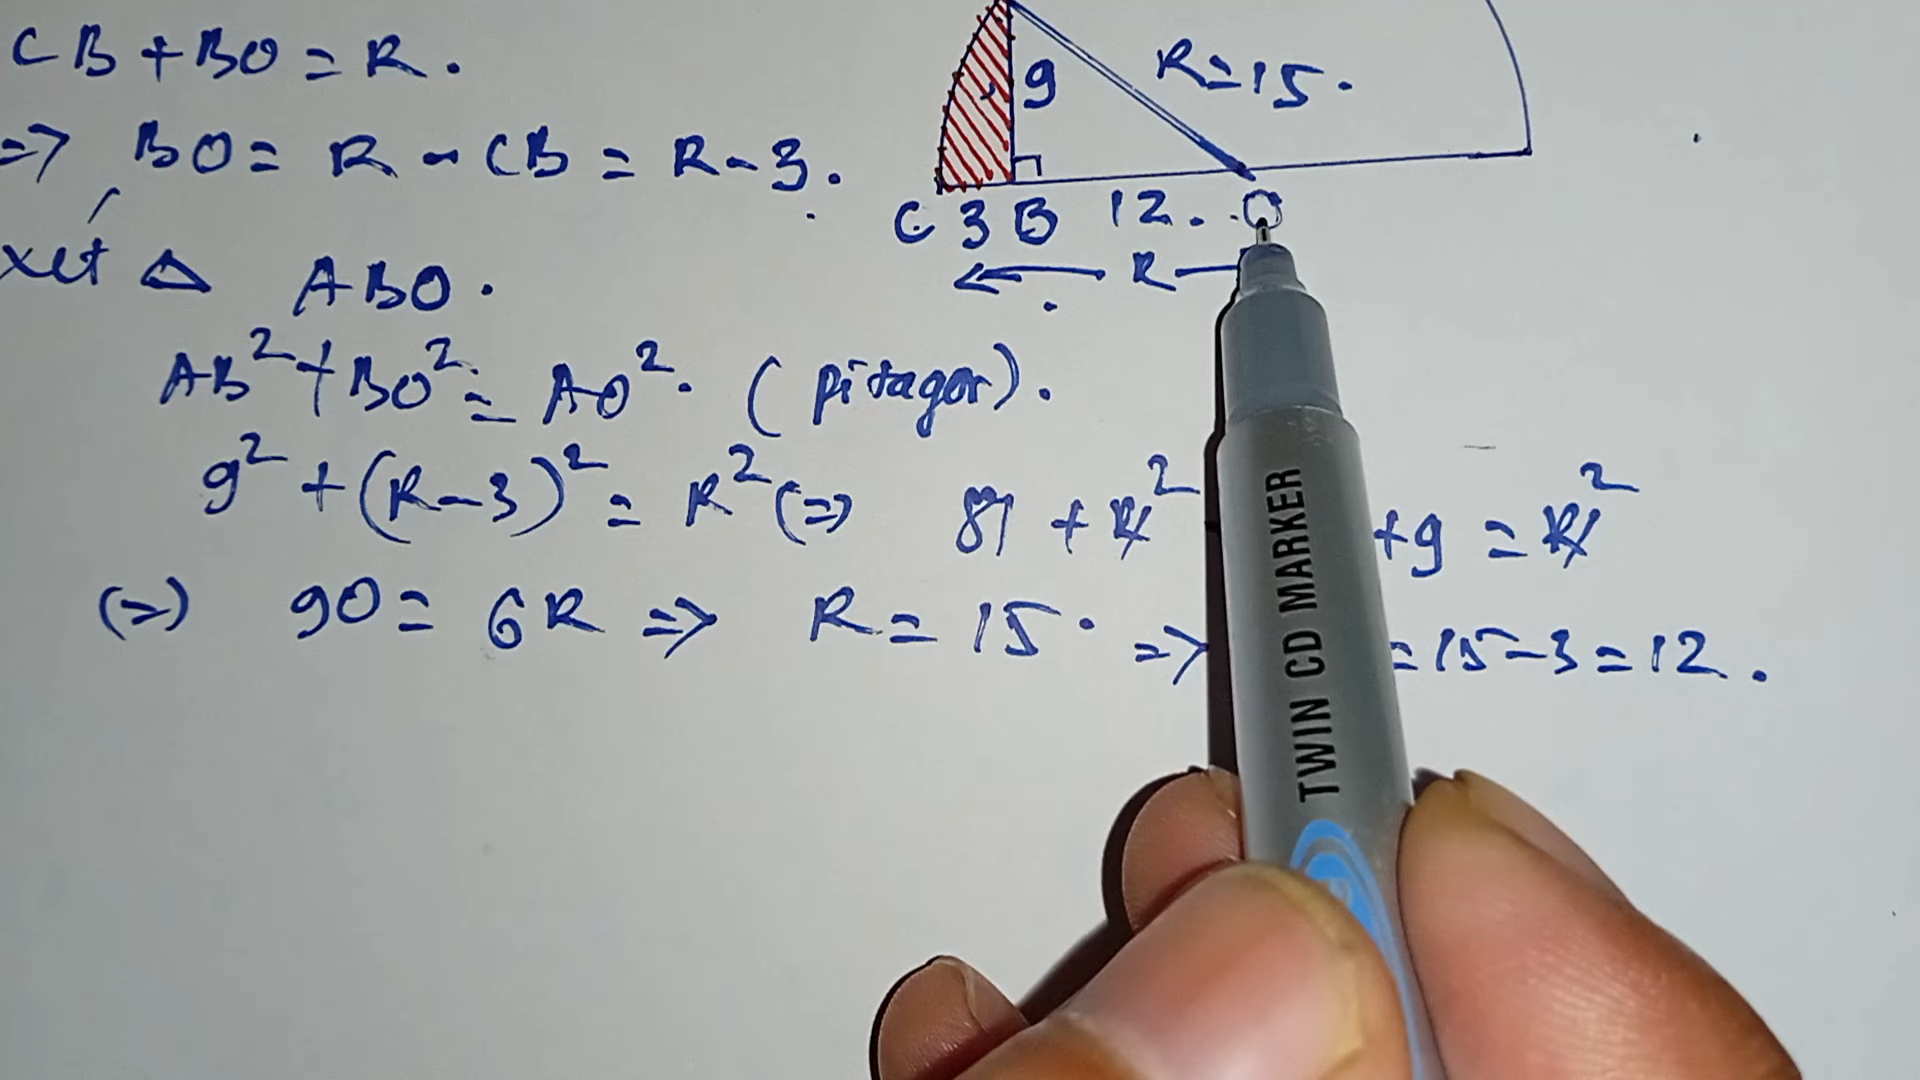 CB + BO = R.
=> BO = R - CB = R - 3.
xét △ ABO.
AB² + BO² = AO². (pitagor).
9² + (R-3)² = R² (=> 81 + R² +9 = R²
(=) 90 = 6R => R = 15. => = 15-3 = 12.
9 R = 15.
C 3 B 12. O
R
TWIN CD MARKER